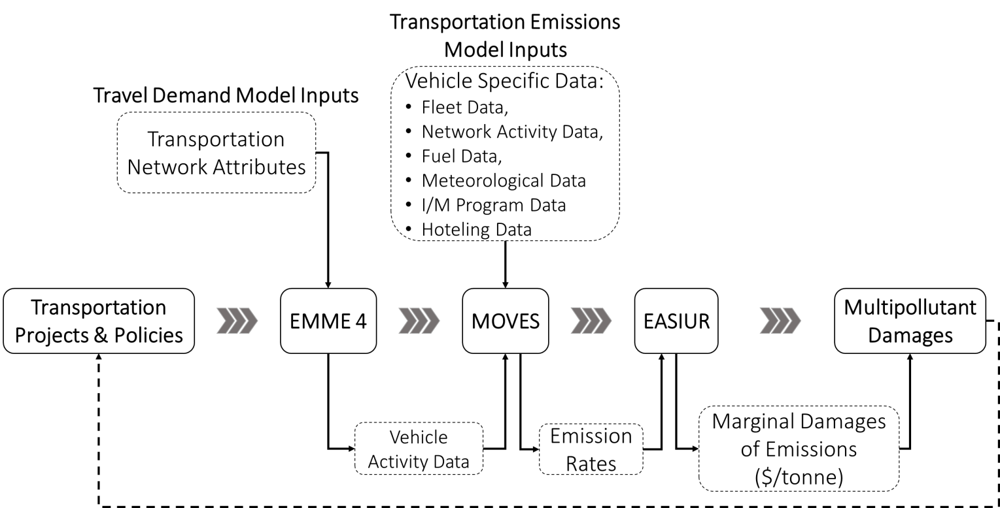 Transportation Emissions
Model Inputs
Vehicle Specific Data:
• Fleet Data,
• Network Activity Data,
• Fuel Data,
• Meteorological Data
• I/M Program Data
• Hoteling Data
Travel Demand Model Inputs
Transportation
Network Attributes
Transportation
Projects & Policies
EMME 4
MOVES
EASIUR
Multipollutant
Damages
Vehicle
Activity Data
Emission
Rates
Marginal Damages
of Emissions
($/tonne)